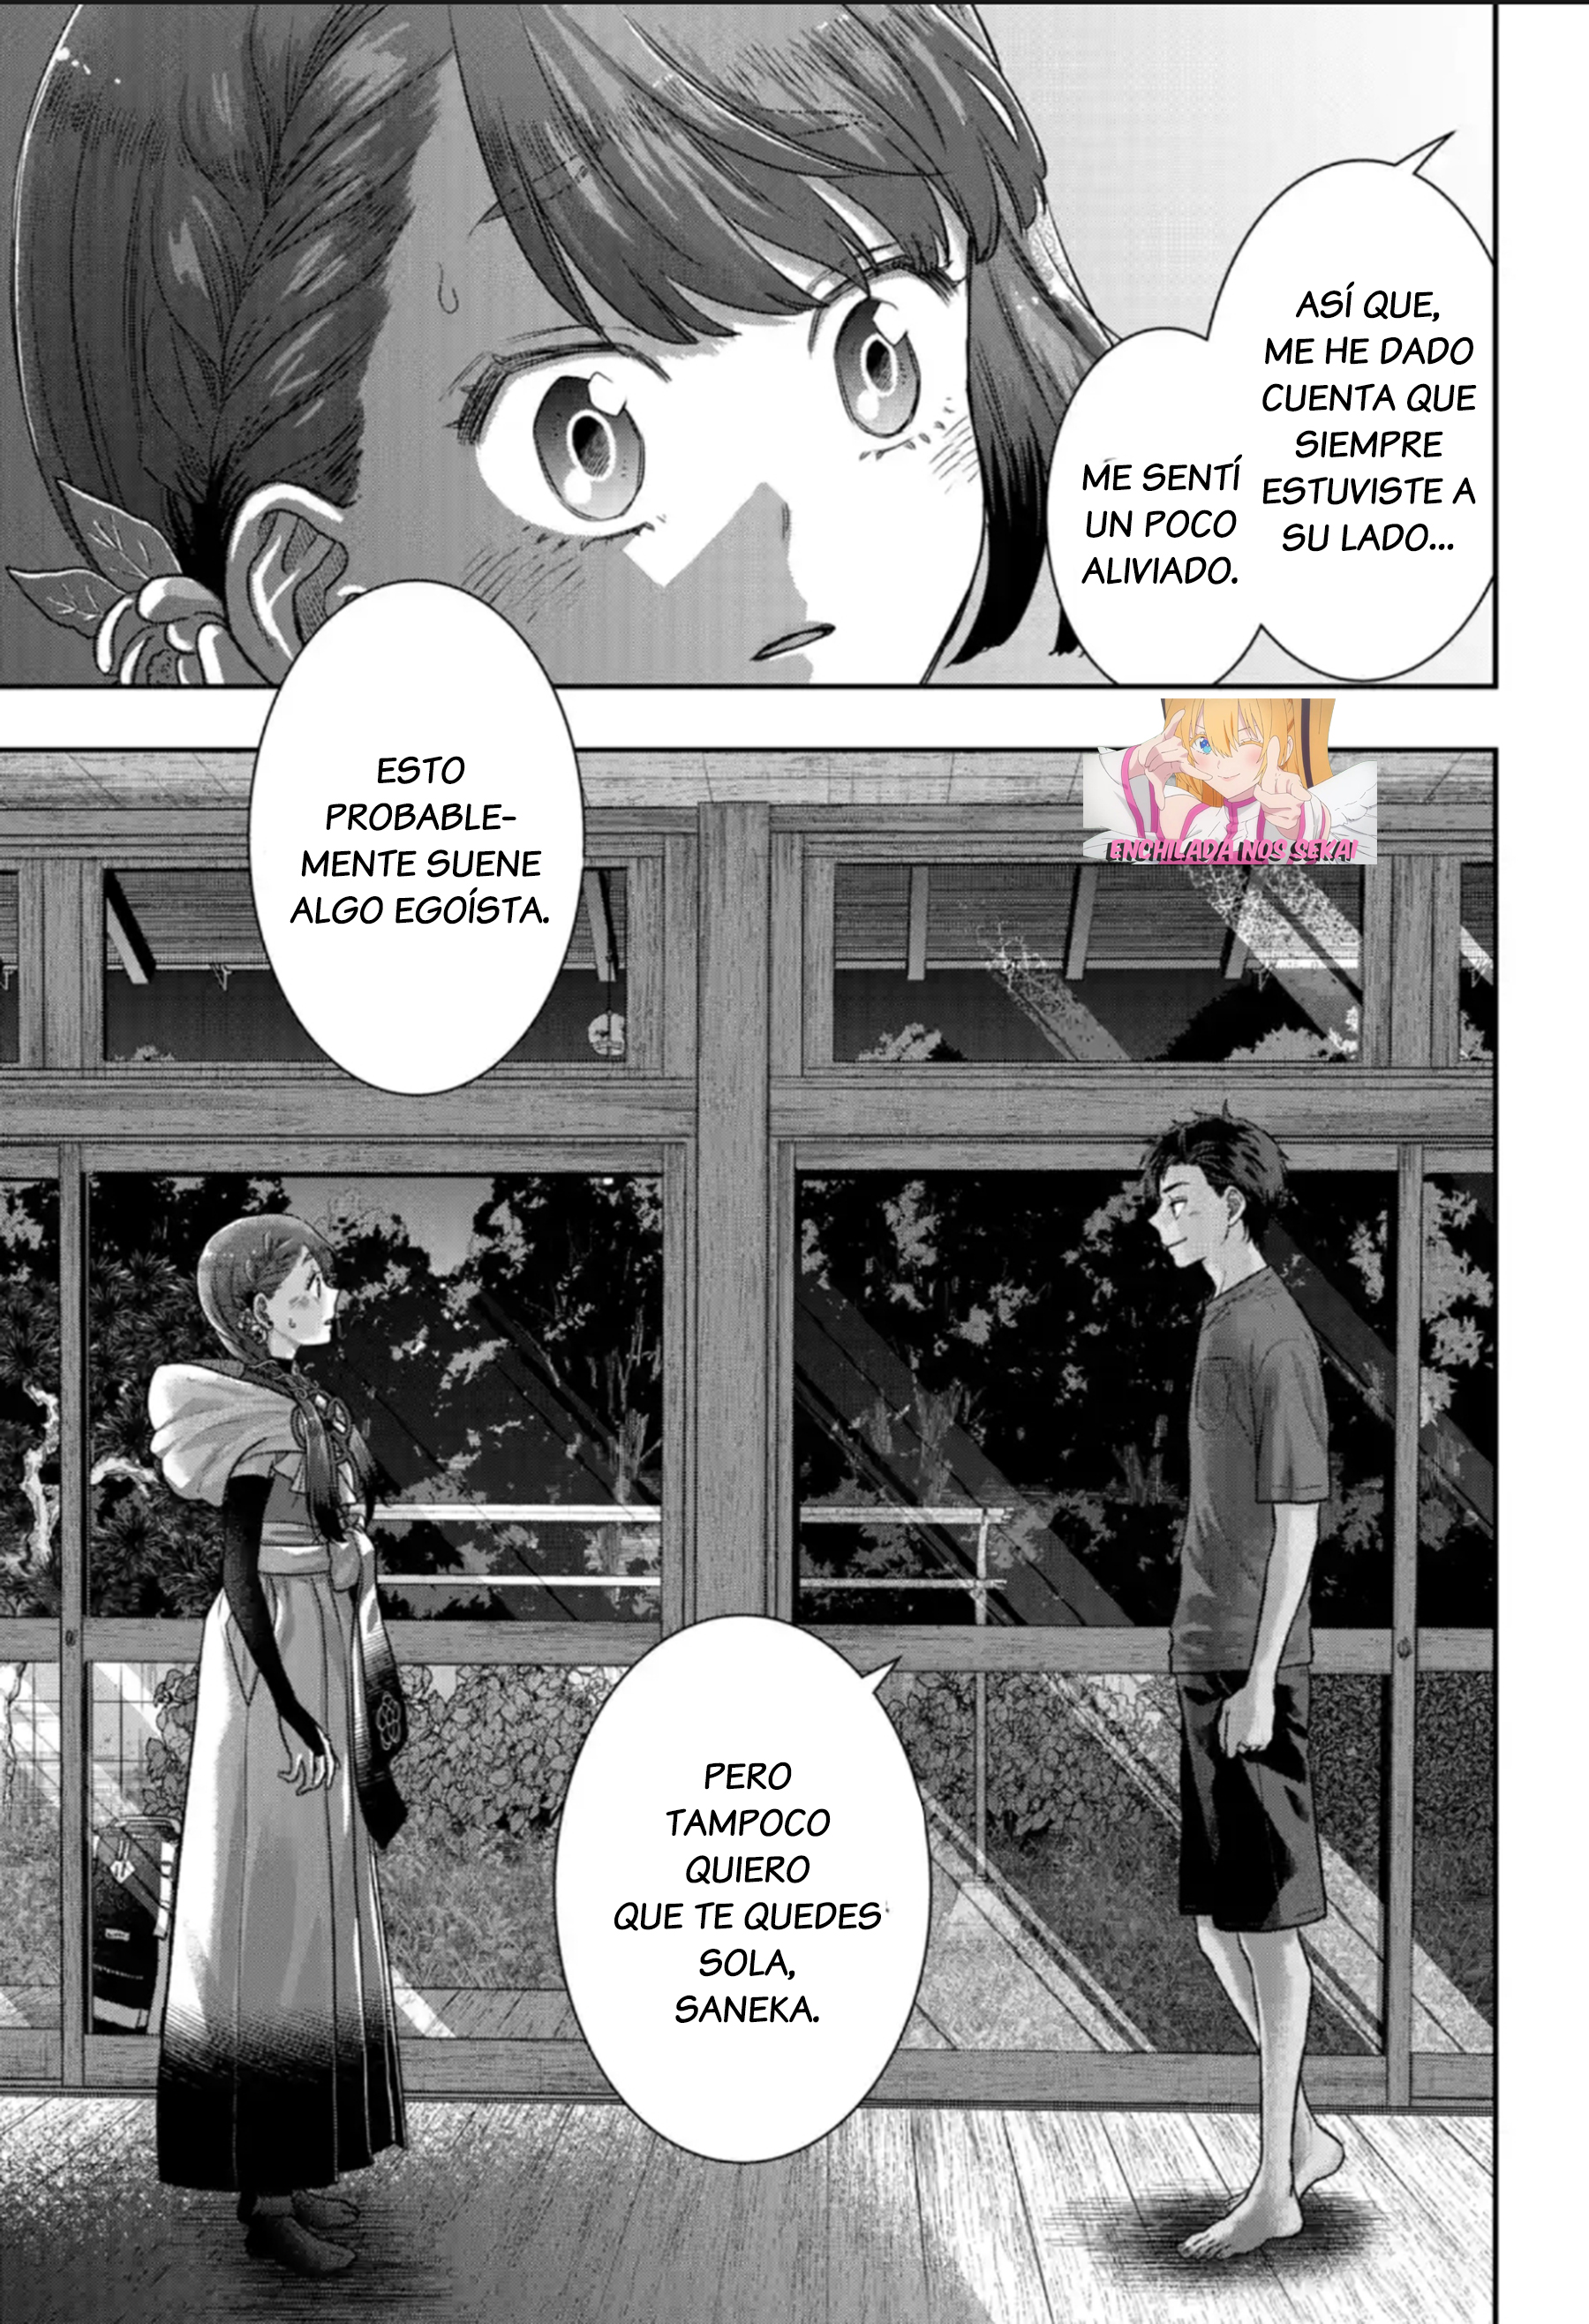 ASÍ QUE,
ME HE DADO
CUENTA QUE
SIEMPRE
ESTUVISTE A
SU LADO...
ME SENTÍ
UN POCO
ALIVIADO.
ENCHILADA NOS SEKAI
ESTO
PROBABLE-
MENTE SUENE
ALGO EGOÍSTA.
PERO
TAMPOCO
QUIERO
QUE TE QUEDES
SOLA,
SANEKA.